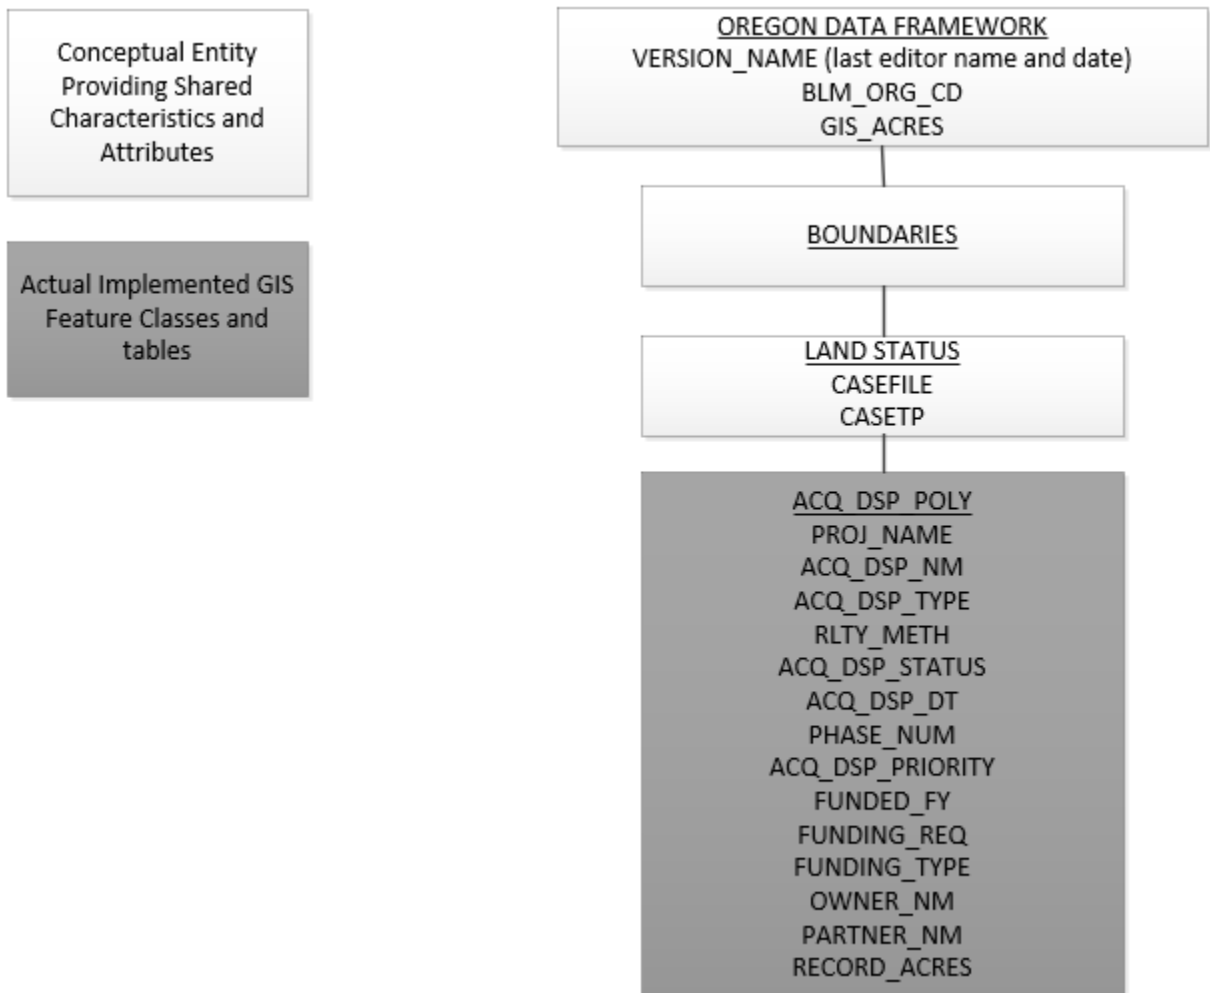 Conceptual Entity
Providing Shared
Characteristics and
Attributes
Actual Implemented GIS
Feature Classes and
tables
OREGON DATA FRAMEWORK
VERSION_NAME (last editor name and date)
BLM_ORG_CD
GIS_ACRES
BOUNDARIES
LAND STATUS
CASEFILE
CASETP
ACQ_DSP_POLY
PROJ_NAME
ACQ_DSP_NM
ACQ_DSP_TYPE
RLTY_METH
ACQ_DSP_STATUS
ACQ_DSP_DT
PHASE_NUM
ACQ_DSP_PRIORITY
FUNDED_FY
FUNDING_REQ
FUNDING_TYPE
OWNER_NM
PARTNER_NM
RECORD_ACRES